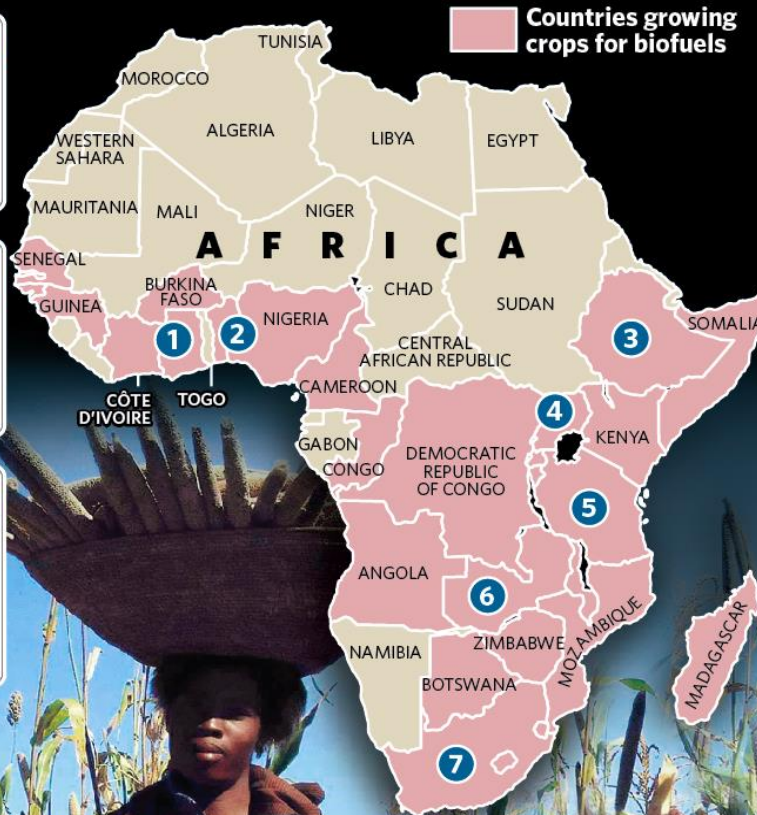 Countries growing
crops for biofuels
TUNISIA
MOROCCO
ALGERIA
LIBYA
EGYPT
WESTERN
SAHARA
MAURITANIA
MALI
NIGER
AFRICA
CHAD
SUDAN
SENEGAL
GUINEA
BURKINA
FASO
NIGERIA
1
2
3
SOMALIA
CENTRAL
AFRICAN REPUBLIC
CAMEROON
CÔTE
D'IVOIRE
TOGO
4
KENYA
GABON
CONGO
DEMOCRATIC
REPUBLIC
OF CONGO
5
ANGOLA
6
NAMIBIA
ZIMBABWE
MOZAMBIQUE
MADAGASCAR
BOTSWANA
7